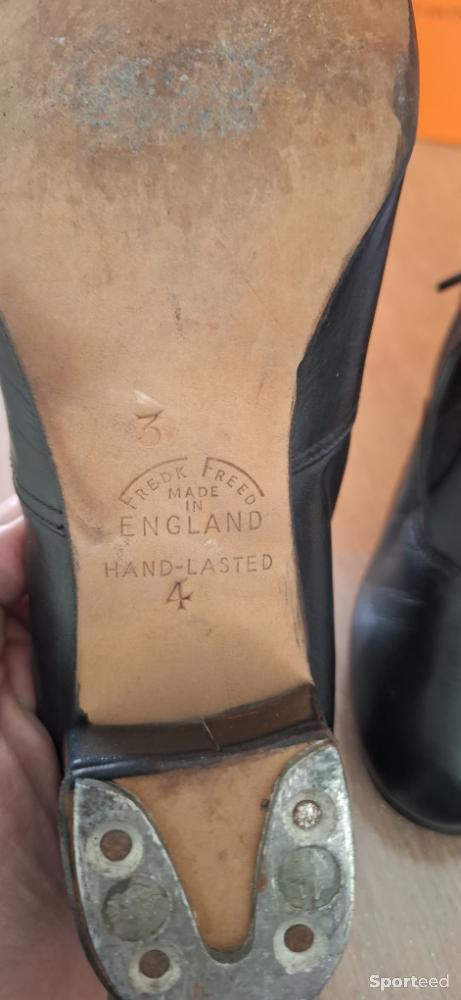 3
FREDK FREED
MADE
IN
ENGLAND
HAND-LASTED
4
Sporteed